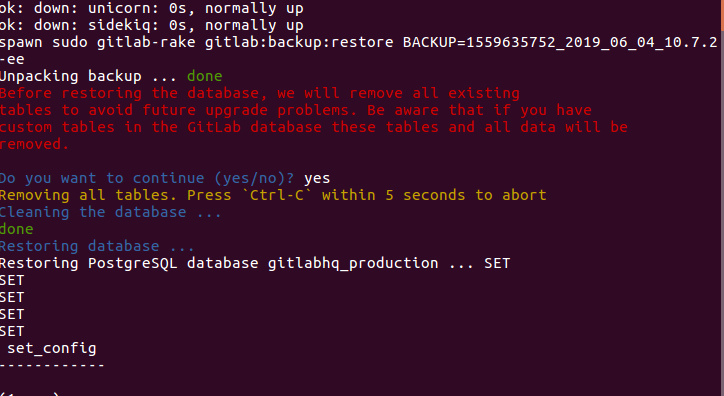 ok: down: unicorn: 0s, normally up
ok: down: sidekiq: 0s, normally up
spawn sudo gitlab-rake gitlab:backup:restore BACKUP=1559635752_2019_06_04_10.7.2
-ee
Unpacking backup ... done
Before restoring the database, we will remove all existing
tables to avoid future upgrade problems. Be aware that if you have
custom tables in the GitLab database these tables and all data will be
removed.
Do you want to continue (yes/no)? yes
Removing all tables. Press `Ctrl-C` within 5 seconds to abort
Cleaning the database ...
done
Restoring database ...
Restoring PostgreSQL database gitlabhq_production ... SET
SET
SET
SET
SET
set_config
------------